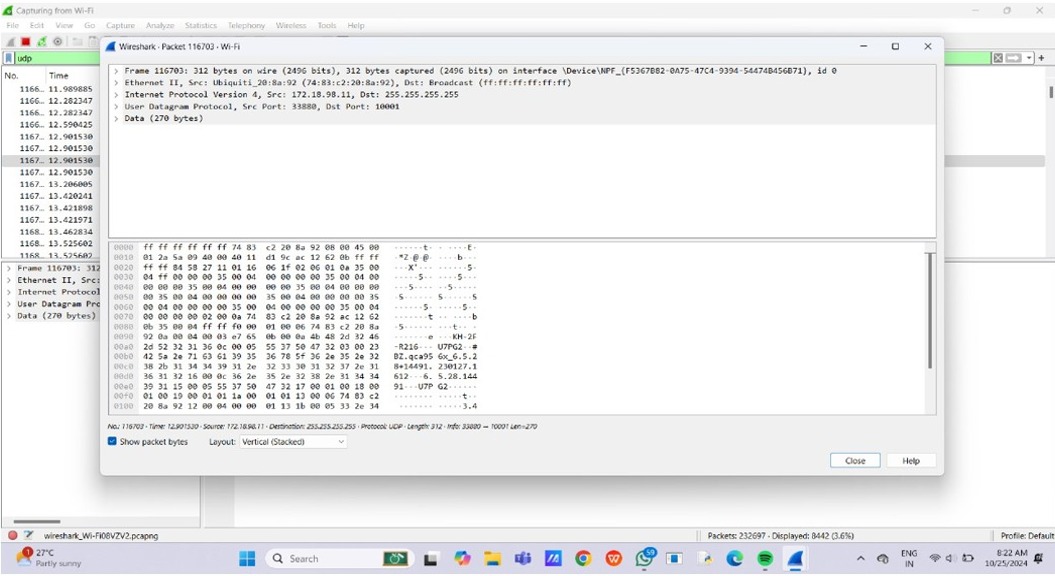 Capturing from Wi-Fi
File Edit View Go Capture Analyze Statistics Telephony Wireless Tools Help
udp
No. Time
1166… 11.989885
1166… 12.282347
1166… 12.282347
1166… 12.590425
1167… 12.901530
1167… 12.901530
1167… 12.901530
1167… 12.901530
1167… 13.206005
1167… 13.420241
1167… 13.421898
1167… 13.421971
1168… 13.462834
1168… 13.525602
1168… 13.525602
Frame 116703: 312
Ethernet II, Src:
Internet Protocol
User Datagram Pro
Data (270 bytes)
Wireshark · Packet 116703 · Wi-Fi
Frame 116703: 312 bytes on wire (2496 bits), 312 bytes captured (2496 bits) on interface \Device\NPF_{F5367B82-0A75-47C4-9394-54474B456B71}, id 0
Ethernet II, Src: Ubiquiti_20:8a:92 (74:83:c2:20:8a:92), Dst: Broadcast (ff:ff:ff:ff:ff:ff)
Internet Protocol Version 4, Src: 172.18.98.11, Dst: 255.255.255.255
User Datagram Protocol, Src Port: 33880, Dst Port: 10001
Data (270 bytes)
0000 ff ff ff ff ff ff 74 83 c2 20 8a 92 08 00 45 00 ······t· · ····E·
0010 01 2a 5a 09 40 00 40 11 d1 9c ac 12 62 0b ff ff ·*Z·@·@· ····b···
0020 ff ff 84 58 27 11 01 16 06 1f 02 06 01 0a 35 00 ···X'··· ······5·
0030 04 ff 00 00 00 35 00 04 00 00 00 00 35 00 04 00 ·····5·· ····5···
0040 00 00 00 35 00 04 00 00 00 00 35 00 04 00 00 00 ···5···· ··5·····
0050 00 35 00 04 00 00 00 00 35 00 04 00 00 00 00 35 ·5······ 5······5
0060 00 04 00 00 00 00 35 00 04 00 00 00 00 35 00 04 ······5· ·····5··
0070 00 00 00 00 02 00 0a 74 83 c2 20 8a 92 ac 12 62 ·······t ·· ····b
0080 0b 35 00 04 ff ff f0 00 01 00 06 74 83 c2 20 8a ·5······ ···t·· ·
0090 92 0a 00 04 00 03 e7 65 0b 00 0a 4b 48 2d 32 46 ·······e ···KH-2F
00a0 2d 52 32 31 36 0c 00 05 55 37 50 47 32 03 00 23 -R216··· U7PG2··#
00b0 42 5a 2e 71 63 61 39 35 36 78 5f 36 2e 35 2e 32 BZ.qca95 6x_6.5.2
00c0 38 2b 31 34 34 39 31 2e 32 33 30 31 32 37 2e 31 8+14491. 230127.1
00d0 36 31 32 16 00 0c 36 2e 35 2e 32 38 2e 31 34 34 612···6. 5.28.144
00e0 39 31 15 00 05 55 37 50 47 32 17 00 01 00 18 00 91···U7P G2······
00f0 01 00 19 00 01 01 1a 00 01 01 13 00 06 74 83 c2 ········ ·····t··
0100 20 8a 92 12 00 04 00 00 01 13 1b 00 05 33 2e 34 ······· ·····3.4
No.: 116703 · Time: 12.901530 · Source: 172.18.98.11 · Destination: 255.255.255.255 · Protocol: UDP · Length: 312 · Info: 33880 → 10001 Len=270
Show packet bytes Layout: Vertical (Stacked)
Close Help
wireshark_Wi-Fi08VZV2.pcapng Packets: 232697 · Displayed: 8442 (3.6%) Profile: Default
1
27°C
Partly sunny
Search
59
ENG
IN
8:22 AM
10/25/2024